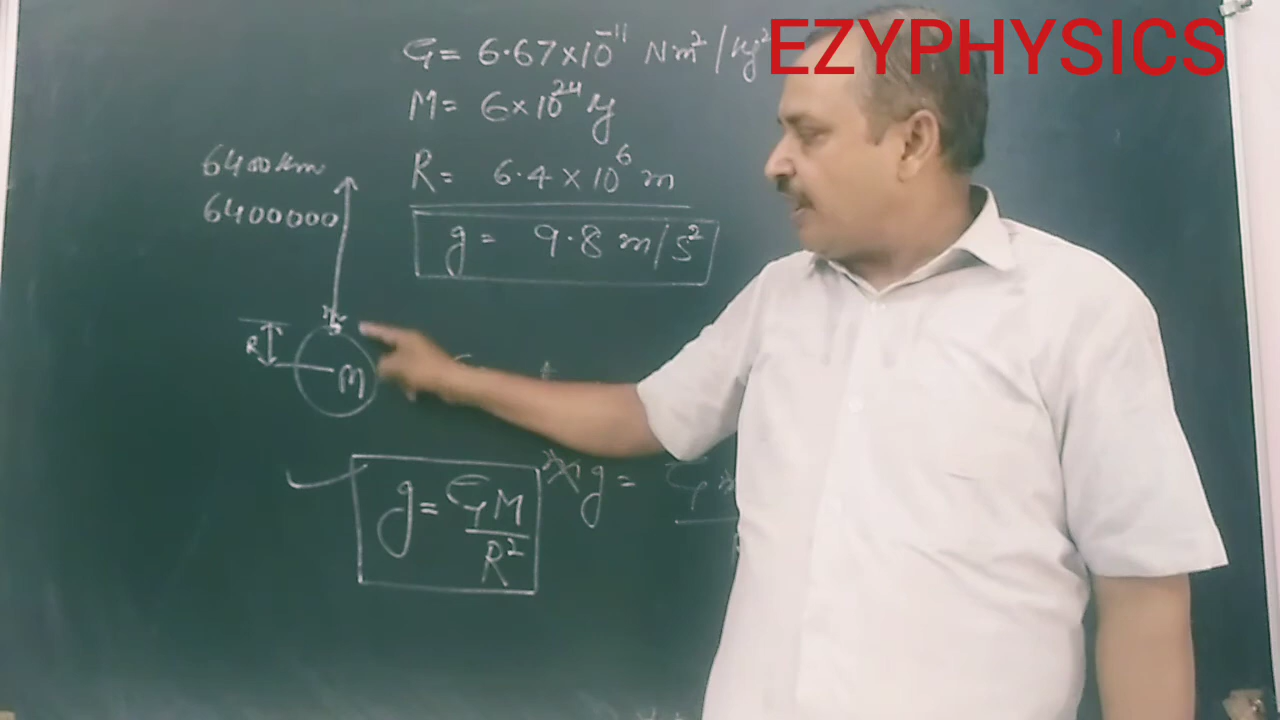 EZYPHYSICS
G = 6.67×10⁻¹¹ Nm²/kg²
M = 6×10²⁴ kg
6400 km
R = 6.4×10⁶ m
6400000
g = 9.8 m/s²
R
M
g =
g = GM/R²